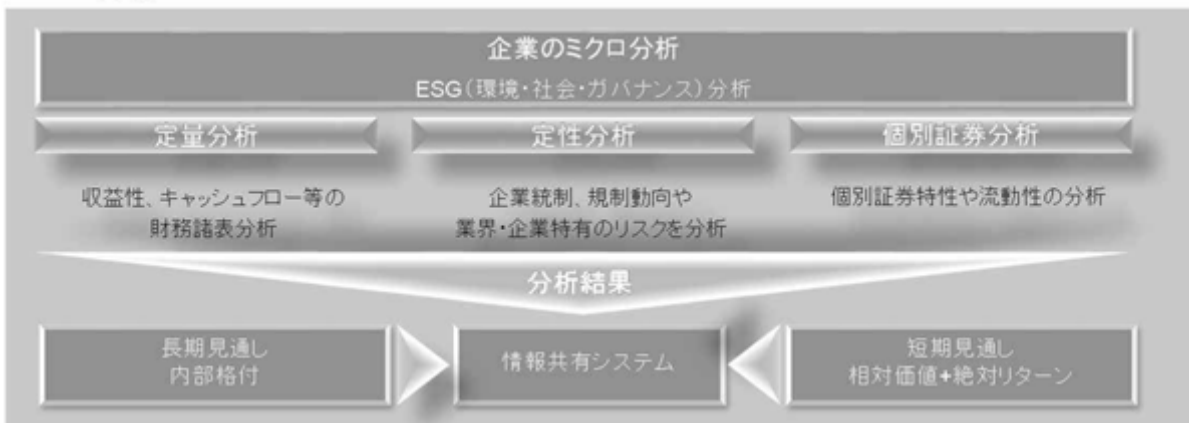 企業のミクロ分析
ESG(環境・社会・ガバナンス)分析
定量分析
収益性、キャッシュフロー等の
財務諸表分析
定性分析
企業統制、規制動向や
業界・企業特有のリスクを分析
個別証券分析
個別証券特性や流動性の分析
分析結果
長期見通し
内部格付
情報共有システム
短期見通し
相対価値+絶対リターン